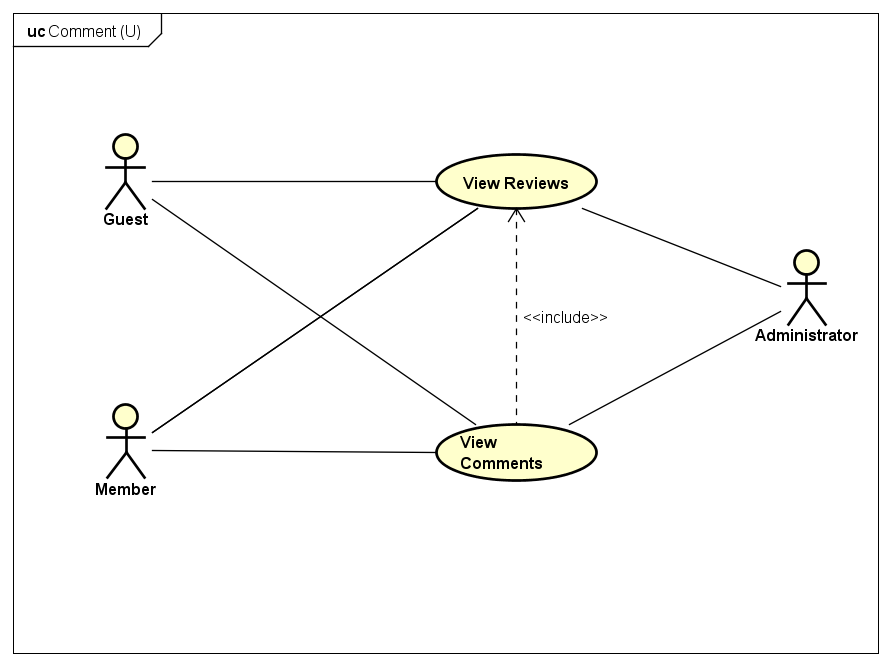 uc Comment (U)
View Reviews
Guest
<<include>>
Administrator
View
Comments
Member